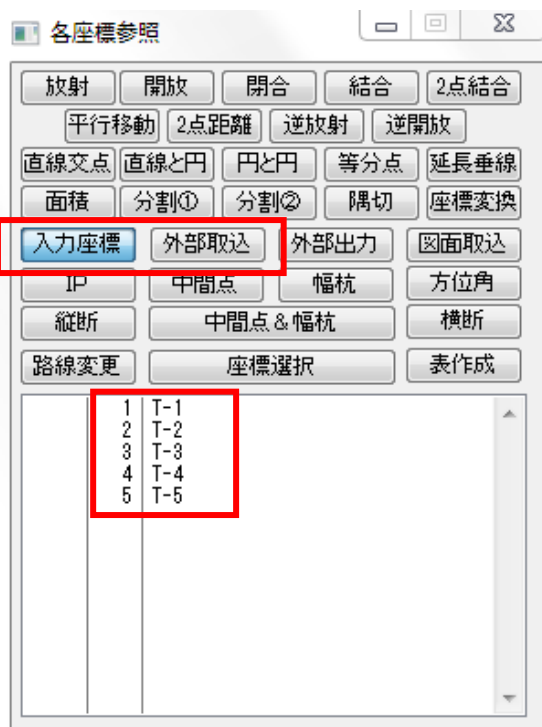 各座標参照
放射 開放 閉合 結合 2点結合
平行移動 2点距離 逆放射 逆開放
直線交点 直線と円 円と円 等分点 延長垂線
面積 分割① 分割② 隅切 座標変換
入力座標 外部取込 外部出力 図面取込
IP 中間点 幅杭 方位角
縦断 中間点&幅杭 横断
路線変更 座標選択 表作成
1 T-1
2 T-2
3 T-3
4 T-4
5 T-5